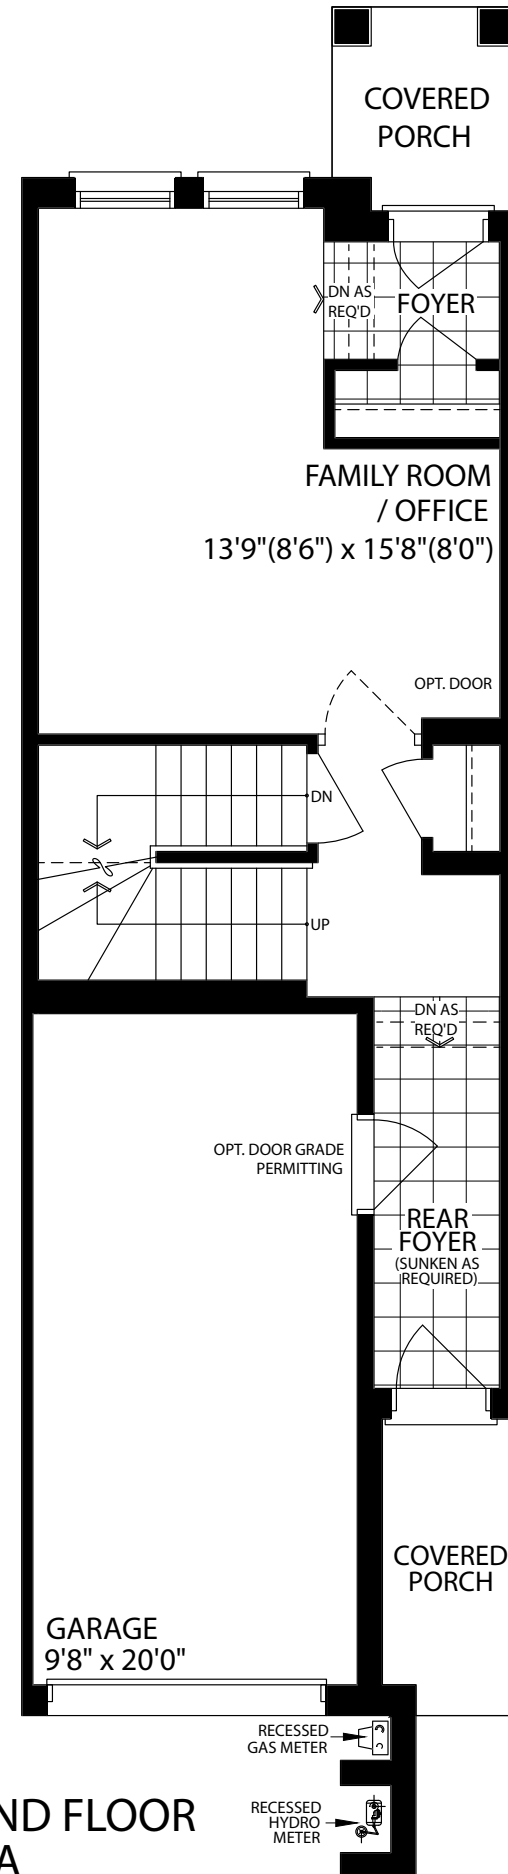 COVERED
PORCH
DN AS
REQ'D
FOYER
FAMILY ROOM
/ OFFICE
13'9"(8'6") x 15'8"(8'0")
OPT. DOOR
DN
UP
DN AS
REQ'D
OPT. DOOR GRADE
PERMITTING
REAR
FOYER
(SUNKEN AS
REQUIRED)
COVERED
PORCH
GARAGE
9'8" x 20'0"
RECESSED
GAS METER
RECESSED
HYDRO
METER
ND FLOOR
A